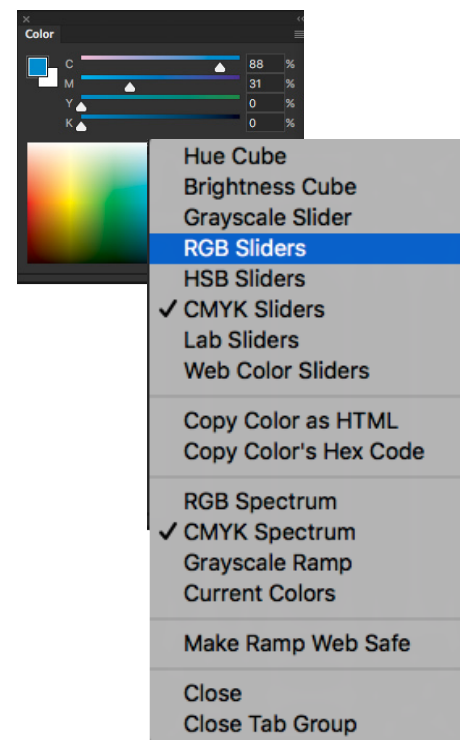 Color
C 88 %
M 31 %
Y 0 %
K 0 %
Hue Cube
Brightness Cube
Grayscale Slider
RGB Sliders
HSB Sliders
✓ CMYK Sliders
Lab Sliders
Web Color Sliders
Copy Color as HTML
Copy Color's Hex Code
RGB Spectrum
✓ CMYK Spectrum
Grayscale Ramp
Current Colors
Make Ramp Web Safe
Close
Close Tab Group